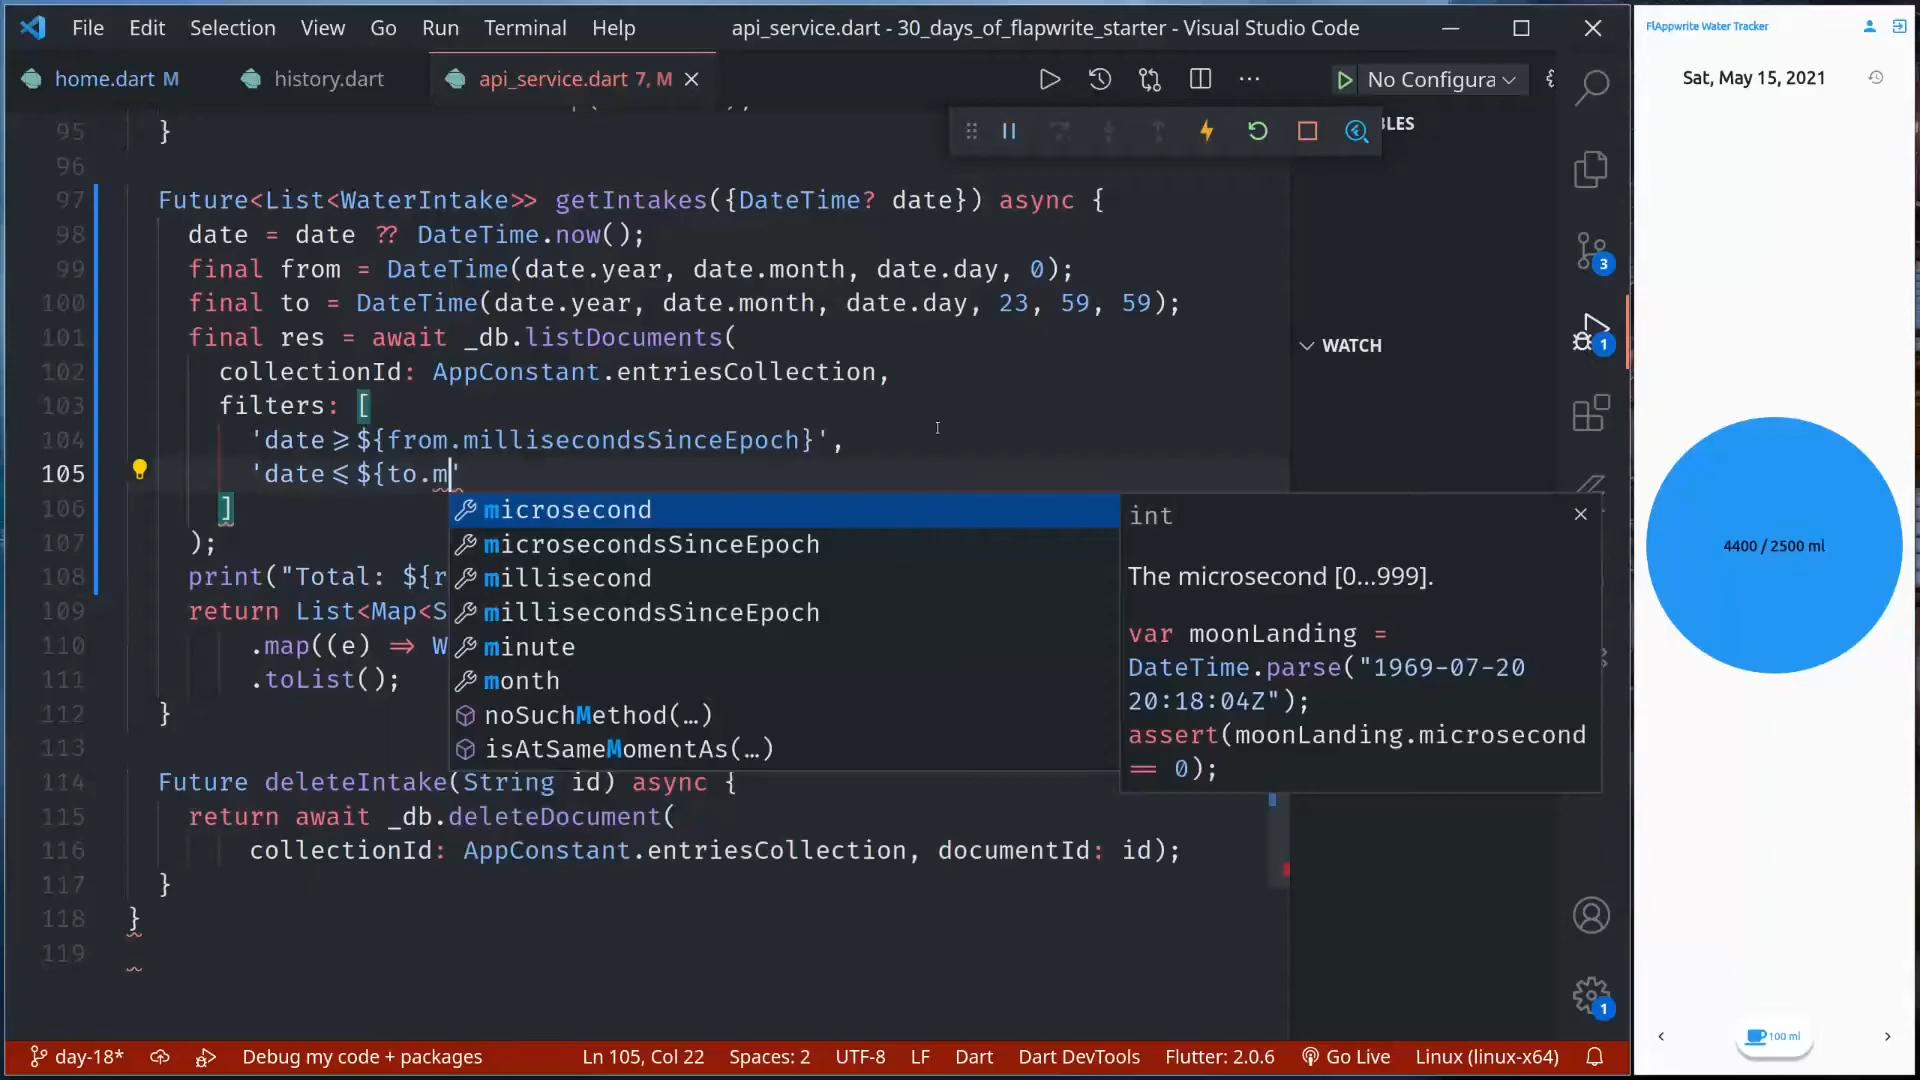 File Edit Selection View Go Run Terminal Help
api_service.dart - 30_days_of_flapwrite_starter - Visual Studio Code
home.dart M
history.dart
api_service.dart 7, M
No Configura
BLES
95 }
96
97 Future<List<WaterIntake>> getIntakes({DateTime? date}) async {
98 date = date ?? DateTime.now();
99 final from = DateTime(date.year, date.month, date.day, 0);
100 final to = DateTime(date.year, date.month, date.day, 23, 59, 59);
101 final res = await _db.listDocuments(
102 collectionId: AppConstant.entriesCollection,
103 filters: [
104 'date>=${from.millisecondsSinceEpoch}',
105 'date<=${to.m'
106 ]
107 );
108 print("Total: ${r
109 return List<Map<S
110 .map((e) => W
111 .toList();
112 }
113
114 Future deleteIntake(String id) async {
115 return await _db.deleteDocument(
116 collectionId: AppConstant.entriesCollection, documentId: id);
117 }
118 }
119
microsecond
microsecondsSinceEpoch
millisecond
millisecondsSinceEpoch
minute
month
noSuchMethod(…)
isAtSameMomentAs(…)
int
The microsecond [0...999].
var moonLanding =
DateTime.parse("1969-07-20
20:18:04Z");
assert(moonLanding.microsecond
== 0);
WATCH
3
1
1
day-18*
Debug my code + packages
Ln 105, Col 22
Spaces: 2
UTF-8
LF
Dart
Dart DevTools
Flutter: 2.0.6
Go Live
Linux (linux-x64)
FlAppwrite Water Tracker
Sat, May 15, 2021
4400 / 2500 ml
100 ml